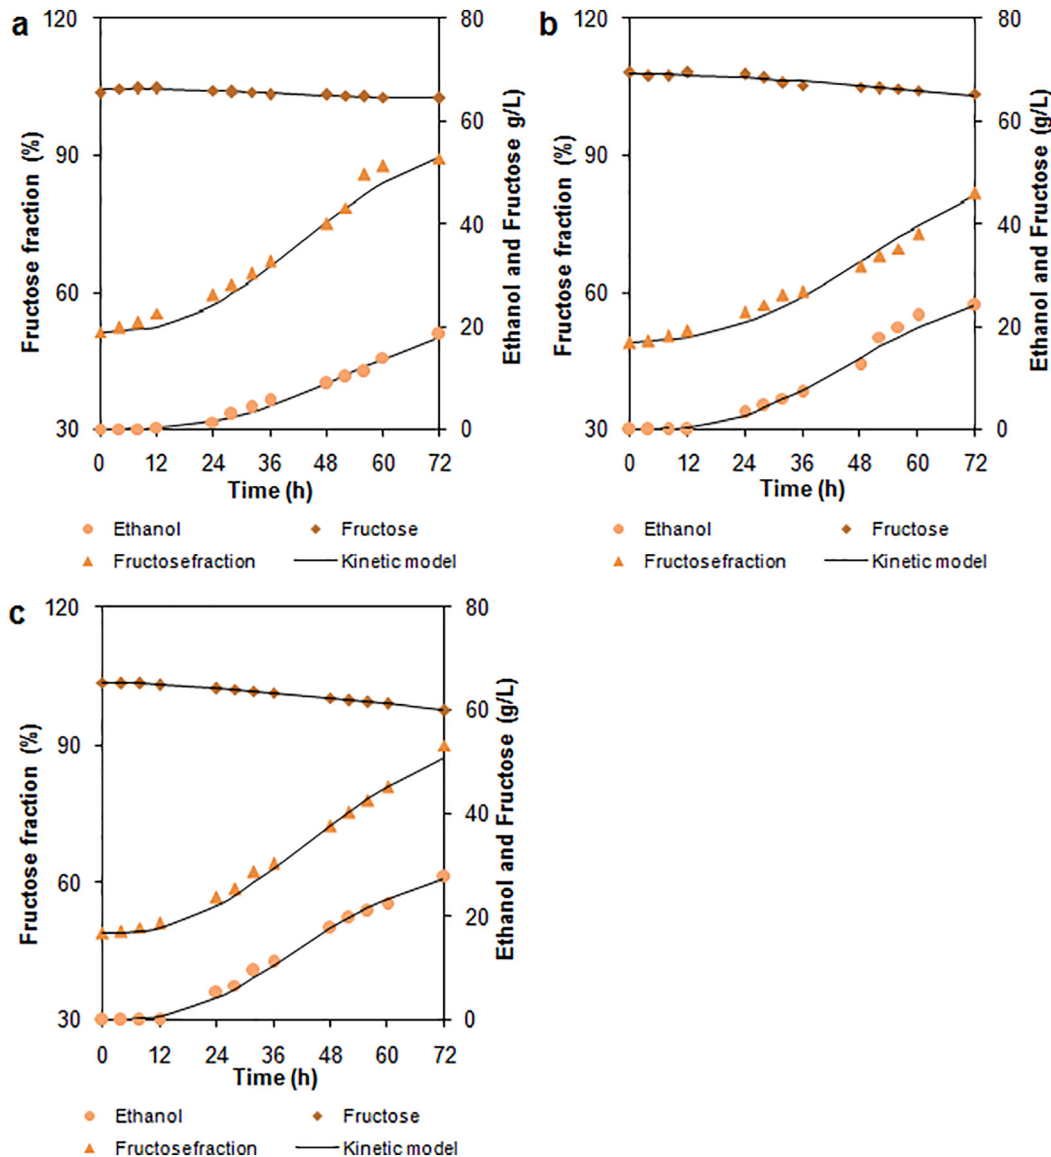 a
120
90
60
30
Fructose fraction (%)
80
60
40
20
0
Ethanol and Fructose g/L)
0 12 24 36 48 60 72
Time (h)
Ethanol
Fructose
Fructosefraction
Kinetic model
b
120
90
60
30
Fructose fraction (%)
80
60
40
20
0
Ethanol and Fructose (g/L)
0 12 24 36 48 60 72
Time (h)
Ethanol
Fructose
Fructosefraction
Kinetic model
c
120
90
60
30
Fructose fraction (%)
80
60
40
20
0
Ethanol and Fructose (g/L)
0 12 24 36 48 60 72
Time (h)
Ethanol
Fructose
Fructosefraction
Kinetic model